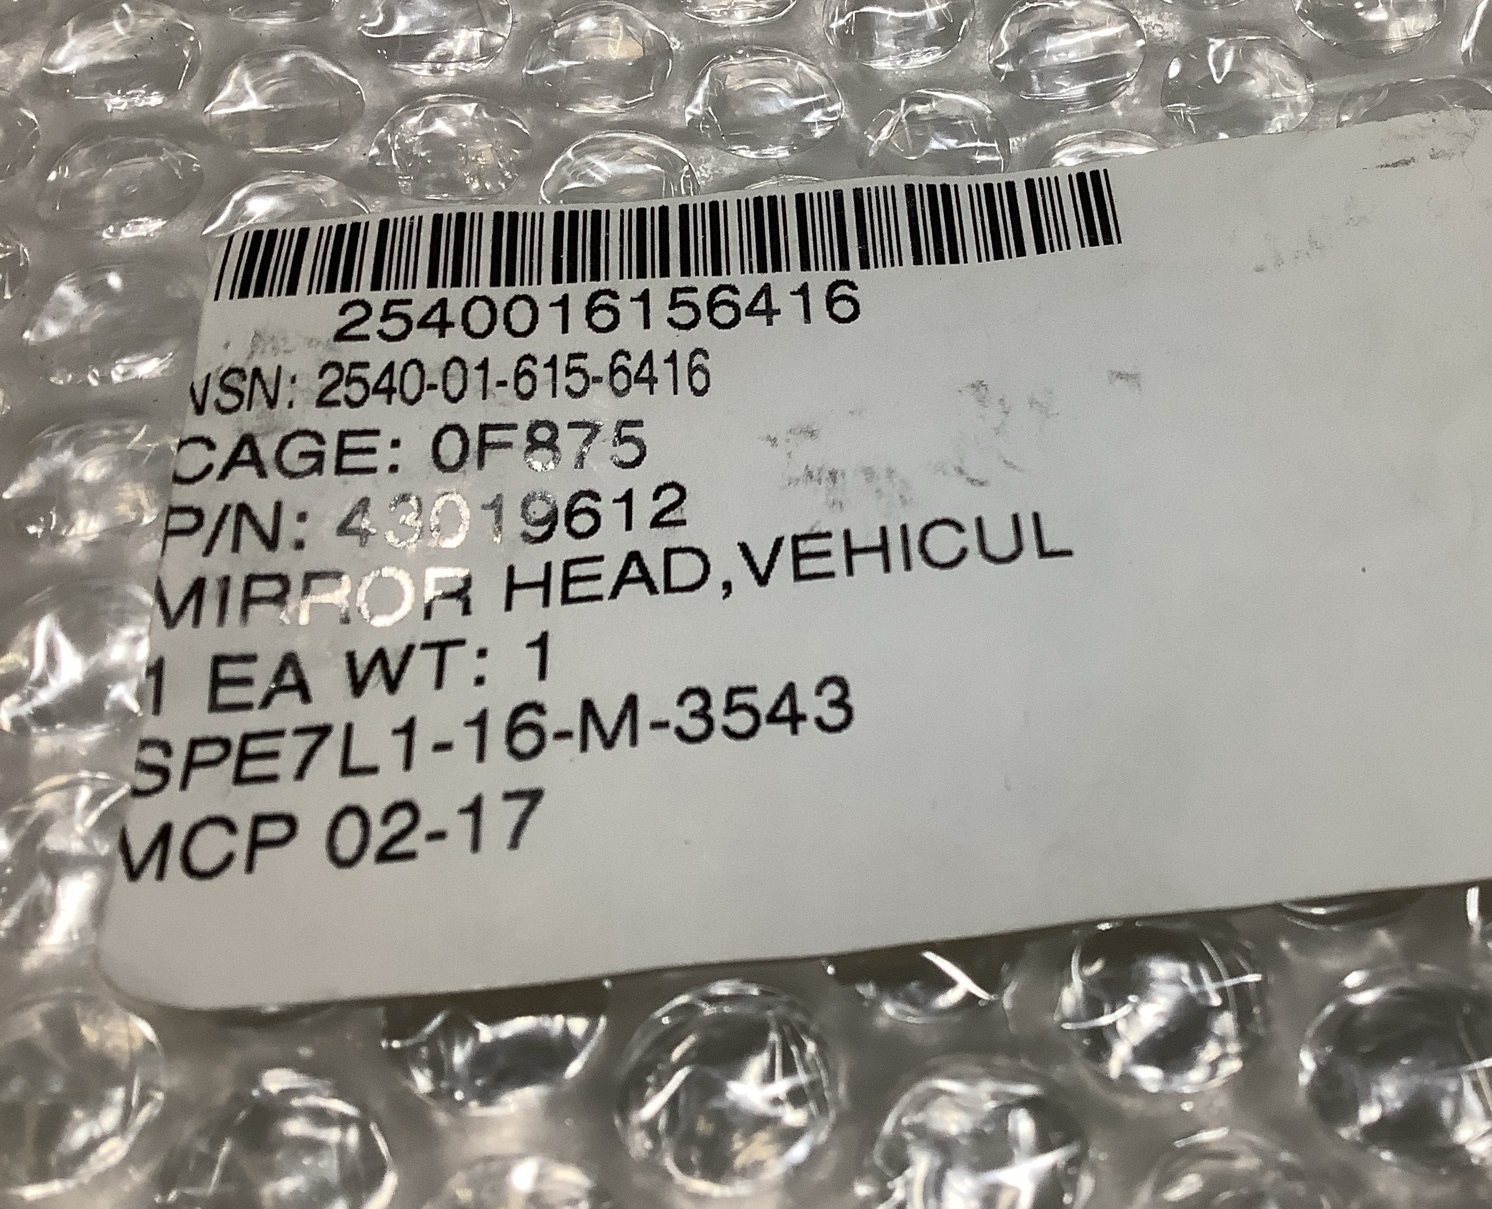 2540016156416
NSN: 2540-01-615-6416
CAGE: 0F875
P/N: 43019612
MIRROR HEAD,VEHICUL
1 EA WT: 1
SPE7L1-16-M-3543
MCP 02-17